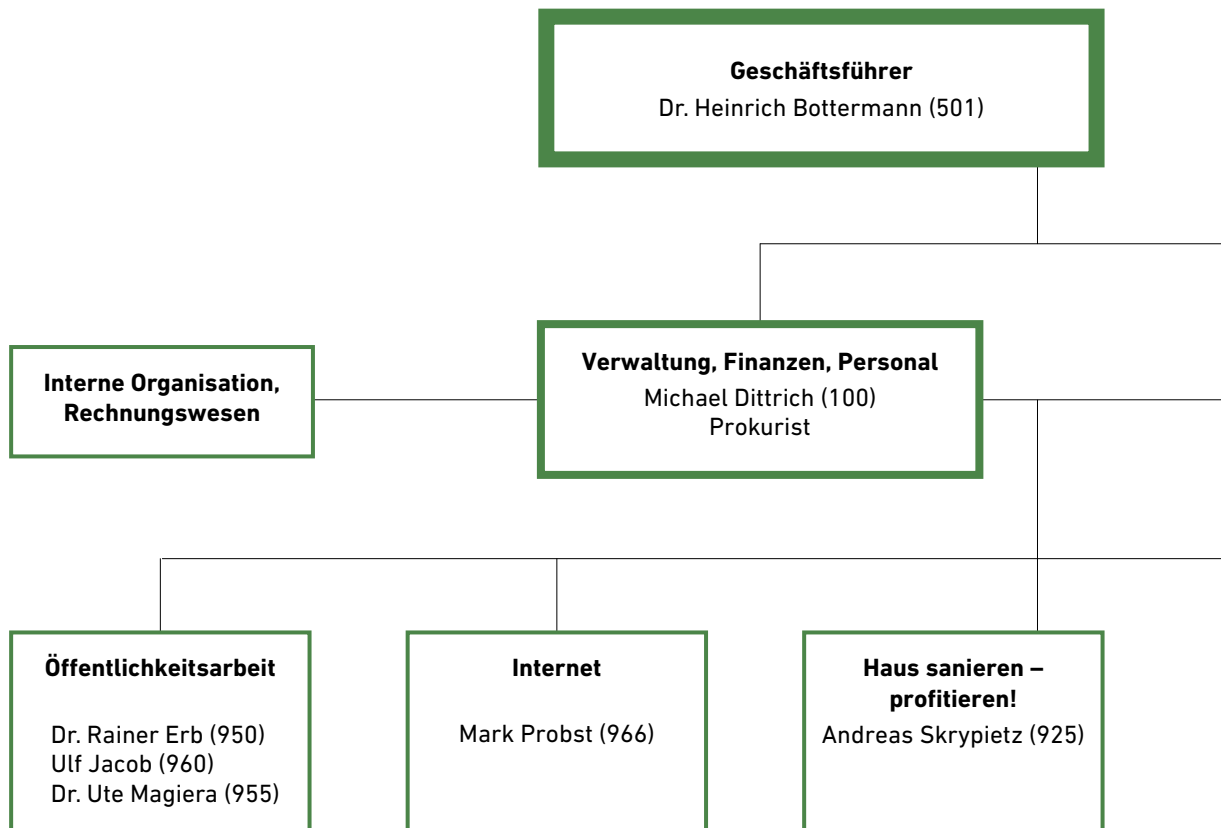 Geschäftsführer
Dr. Heinrich Bottermann (501)
Verwaltung, Finanzen, Personal
Michael Dittrich (100)
Prokurist
Interne Organisation,
Rechnungswesen
Öffentlichkeitsarbeit
Dr. Rainer Erb (950)
Ulf Jacob (960)
Dr. Ute Magiera (955)
Internet
Mark Probst (966)
Haus sanieren –
profitieren!
Andreas Skrypietz (925)